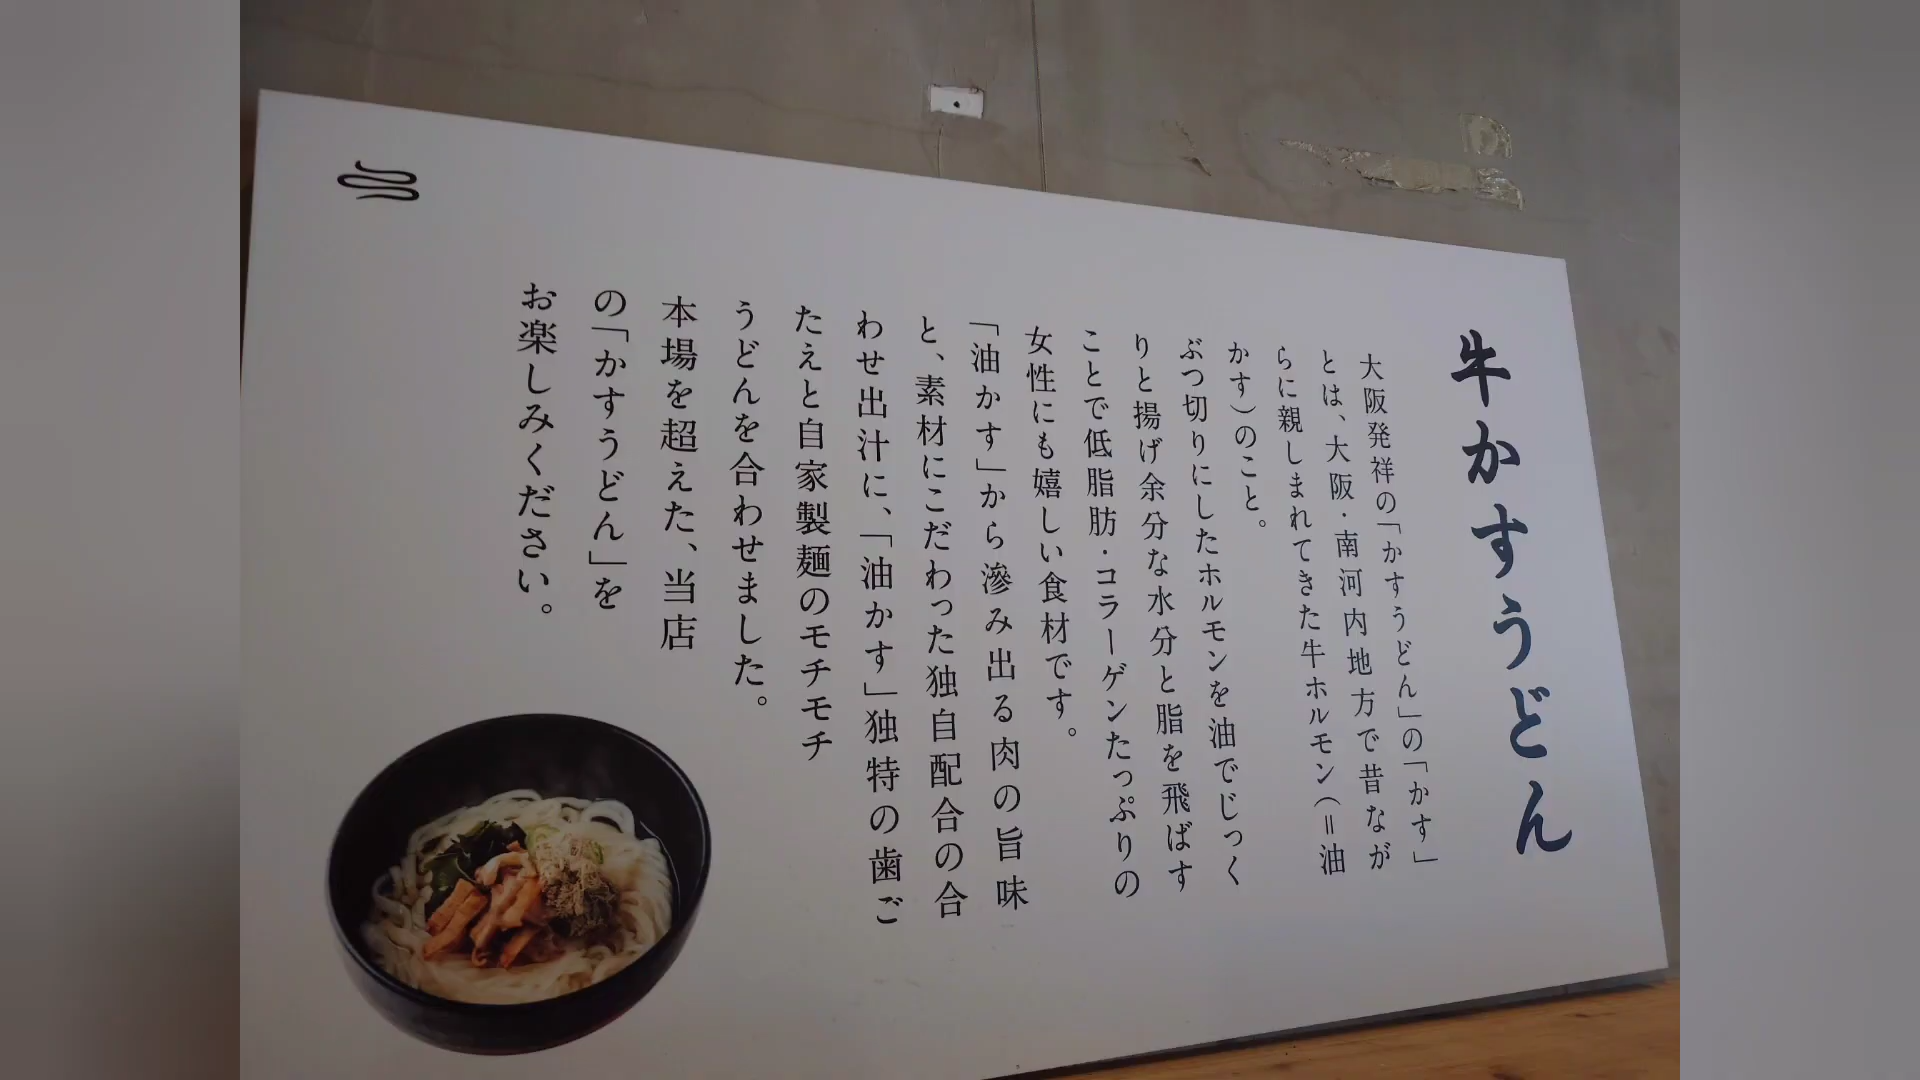 牛かすうどん
大阪発祥の「かすうどん」の「かす」
とは、大阪・南河内地方で昔なが
らに親しまれてきた牛ホルモン(=油
かす)のこと。
ぶつ切りにしたホルモンを油でじっく
りと揚げ余分な水分と脂を飛ばす
ことで低脂肪・コラーゲンたっぷりの
女性にも嬉しい食材です。
「油かす」から滲み出る肉の旨味
と、素材にこだわった独自配合の合
わせ出汁に、「油かす」独特の歯ご
たえと自家製麺のモチモチ
うどんを合わせました。
本場を超えた、当店
の「かすうどん」を
お楽しみください。